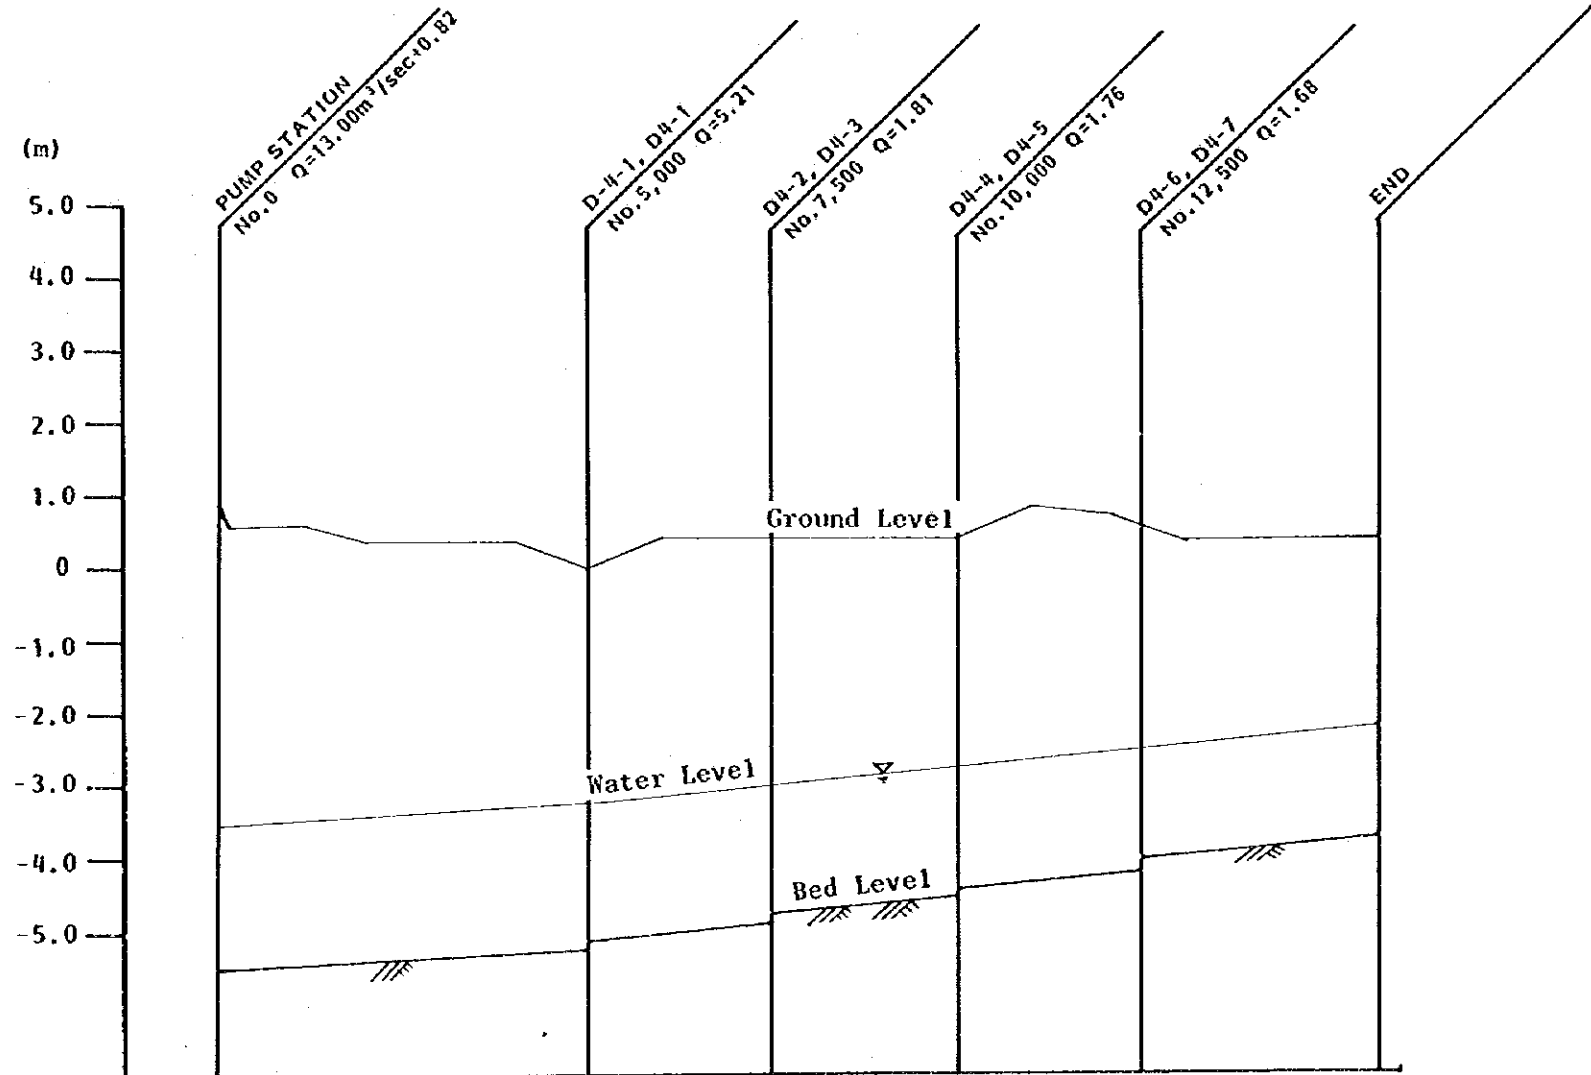 (m)
5.0
4.0
3.0
2.0
1.0
0
-1.0
-2.0
-3.0
-4.0
-5.0
PUMP STATION
No.0 Q=13.00m³/sec+0.82
D-4-1, D4-1
No.5,000 Q=5.21
D4-2, D4-3
No.7,500 Q=1.81
D4-4, D4-5
No.10,000 Q=1.76
D4-6, D4-7
No.12,500 Q=1.68
END
Ground Level
Water Level
Bed Level